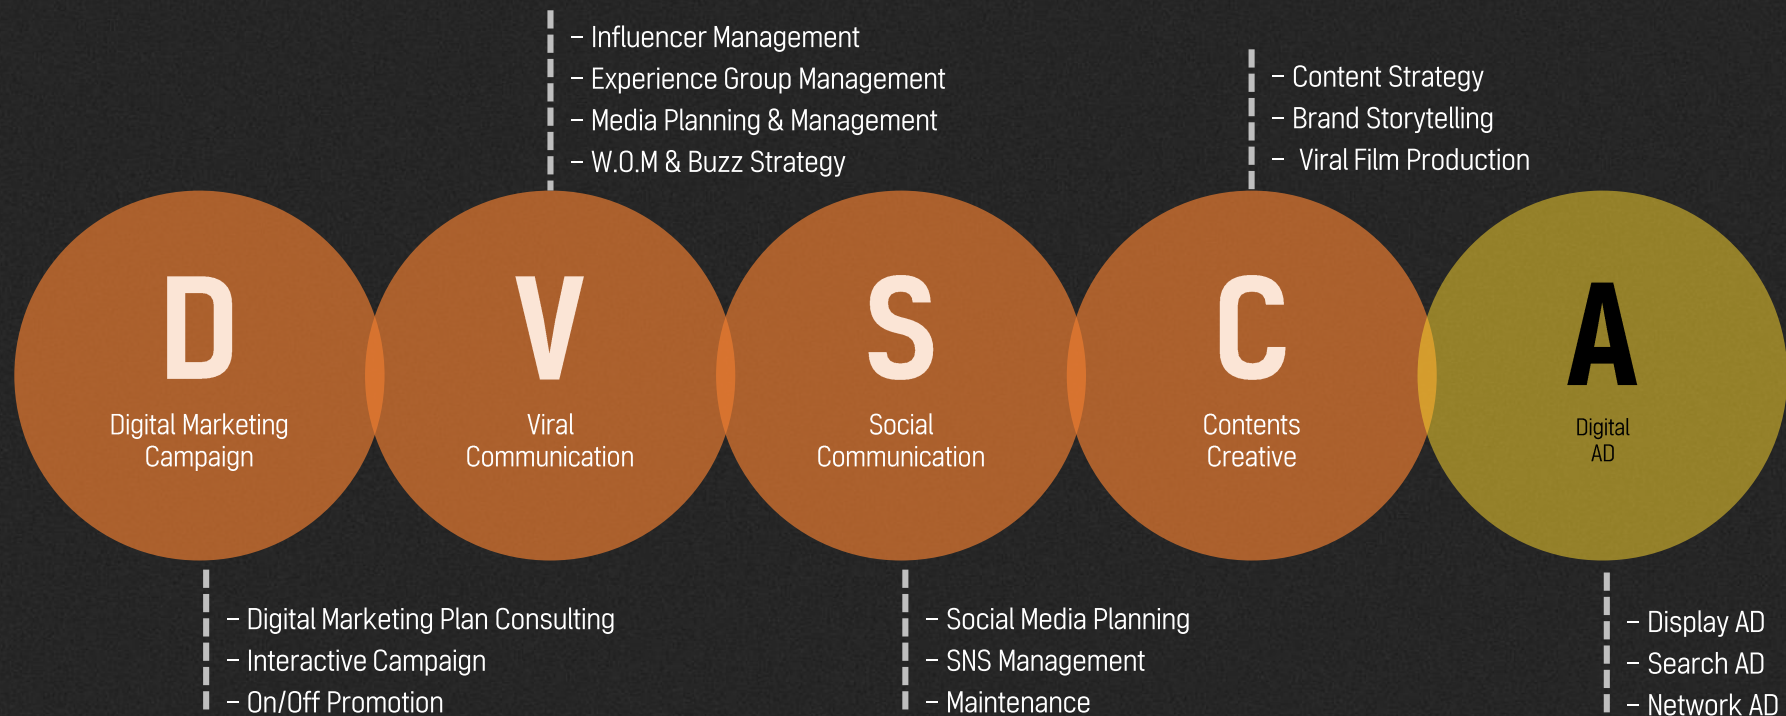 – Influencer Management
– Experience Group Management
– Media Planning & Management
– W.O.M & Buzz Strategy
– Content Strategy
– Brand Storytelling
– Viral Film Production
D
Digital Marketing
Campaign
V
Viral
Communication
S
Social
Communication
C
Contents
Creative
A
Digital
AD
– Digital Marketing Plan Consulting
– Interactive Campaign
– On/Off Promotion
– Social Media Planning
– SNS Management
– Maintenance
– Display AD
– Search AD
– Network AD